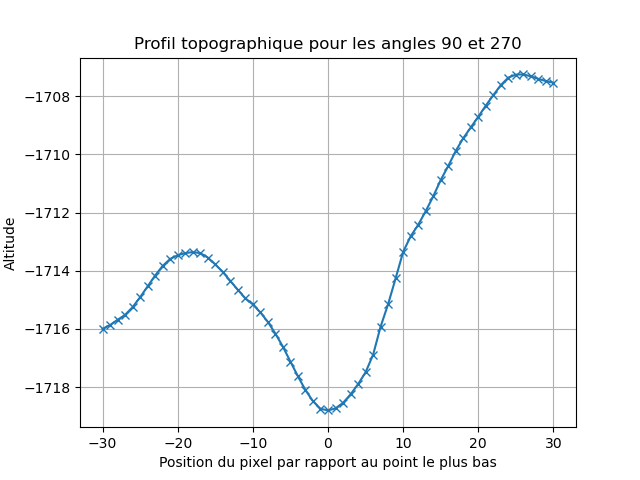 Profil topographique pour les angles 90 et 270
Altitude
−1708
−1710
−1712
−1714
−1716
−1718
−30 −20 −10 0 10 20 30
Position du pixel par rapport au point le plus bas